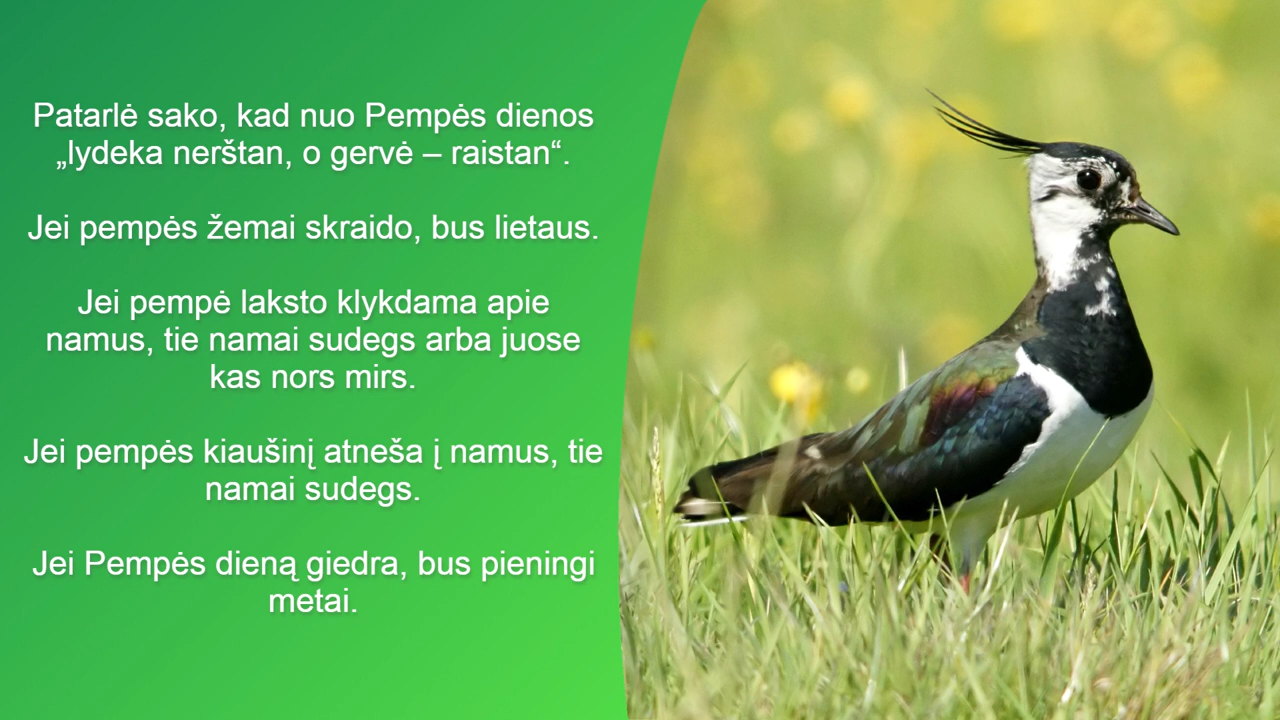 Patarlė sako, kad nuo Pempės dienos
„lydeka nerštan, o gervė – raistan“.
Jei pempės žemai skraido, bus lietaus.
Jei pempė laksto klykdama apie
namus, tie namai sudegs arba juose
kas nors mirs.
Jei pempės kiaušinį atneša į namus, tie
namai sudegs.
Jei Pempės dieną giedra, bus pieningi
metai.